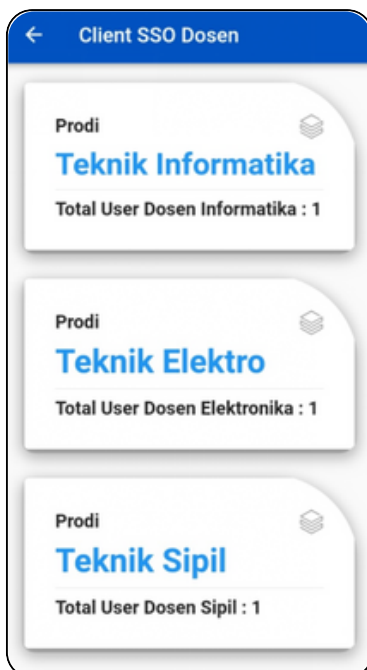 Client SSO Dosen
Prodi
Teknik Informatika
Total User Dosen Informatika : 1
Prodi
Teknik Elektro
Total User Dosen Elektronika : 1
Prodi
Teknik Sipil
Total User Dosen Sipil : 1